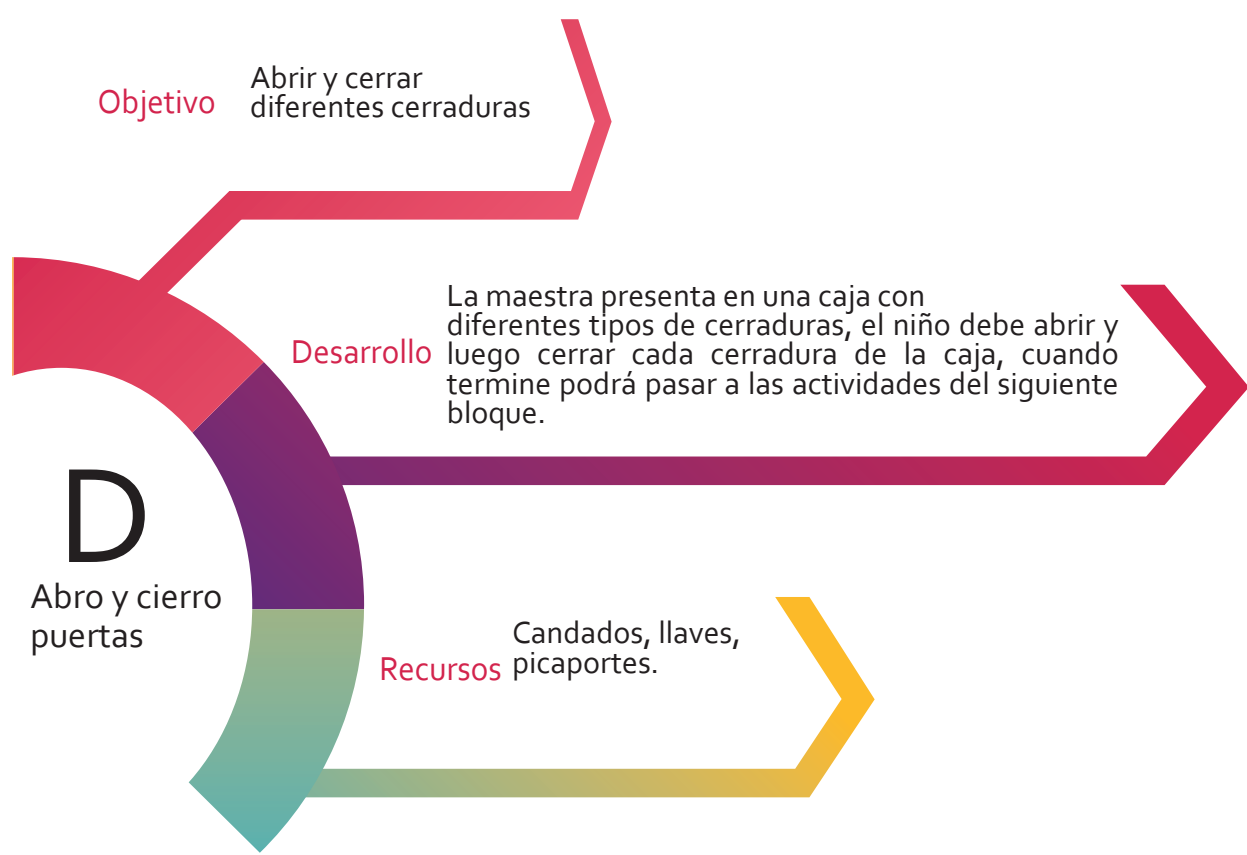 Objetivo
Abrir y cerrar
diferentes cerraduras
Desarrollo
La maestra presenta en una caja con
diferentes tipos de cerraduras, el niño debe abrir y
luego cerrar cada cerradura de la caja, cuando
termine podrá pasar a las actividades del siguiente
bloque.
D
Abro y cierro
puertas
Recursos
Candados, llaves,
picaportes.